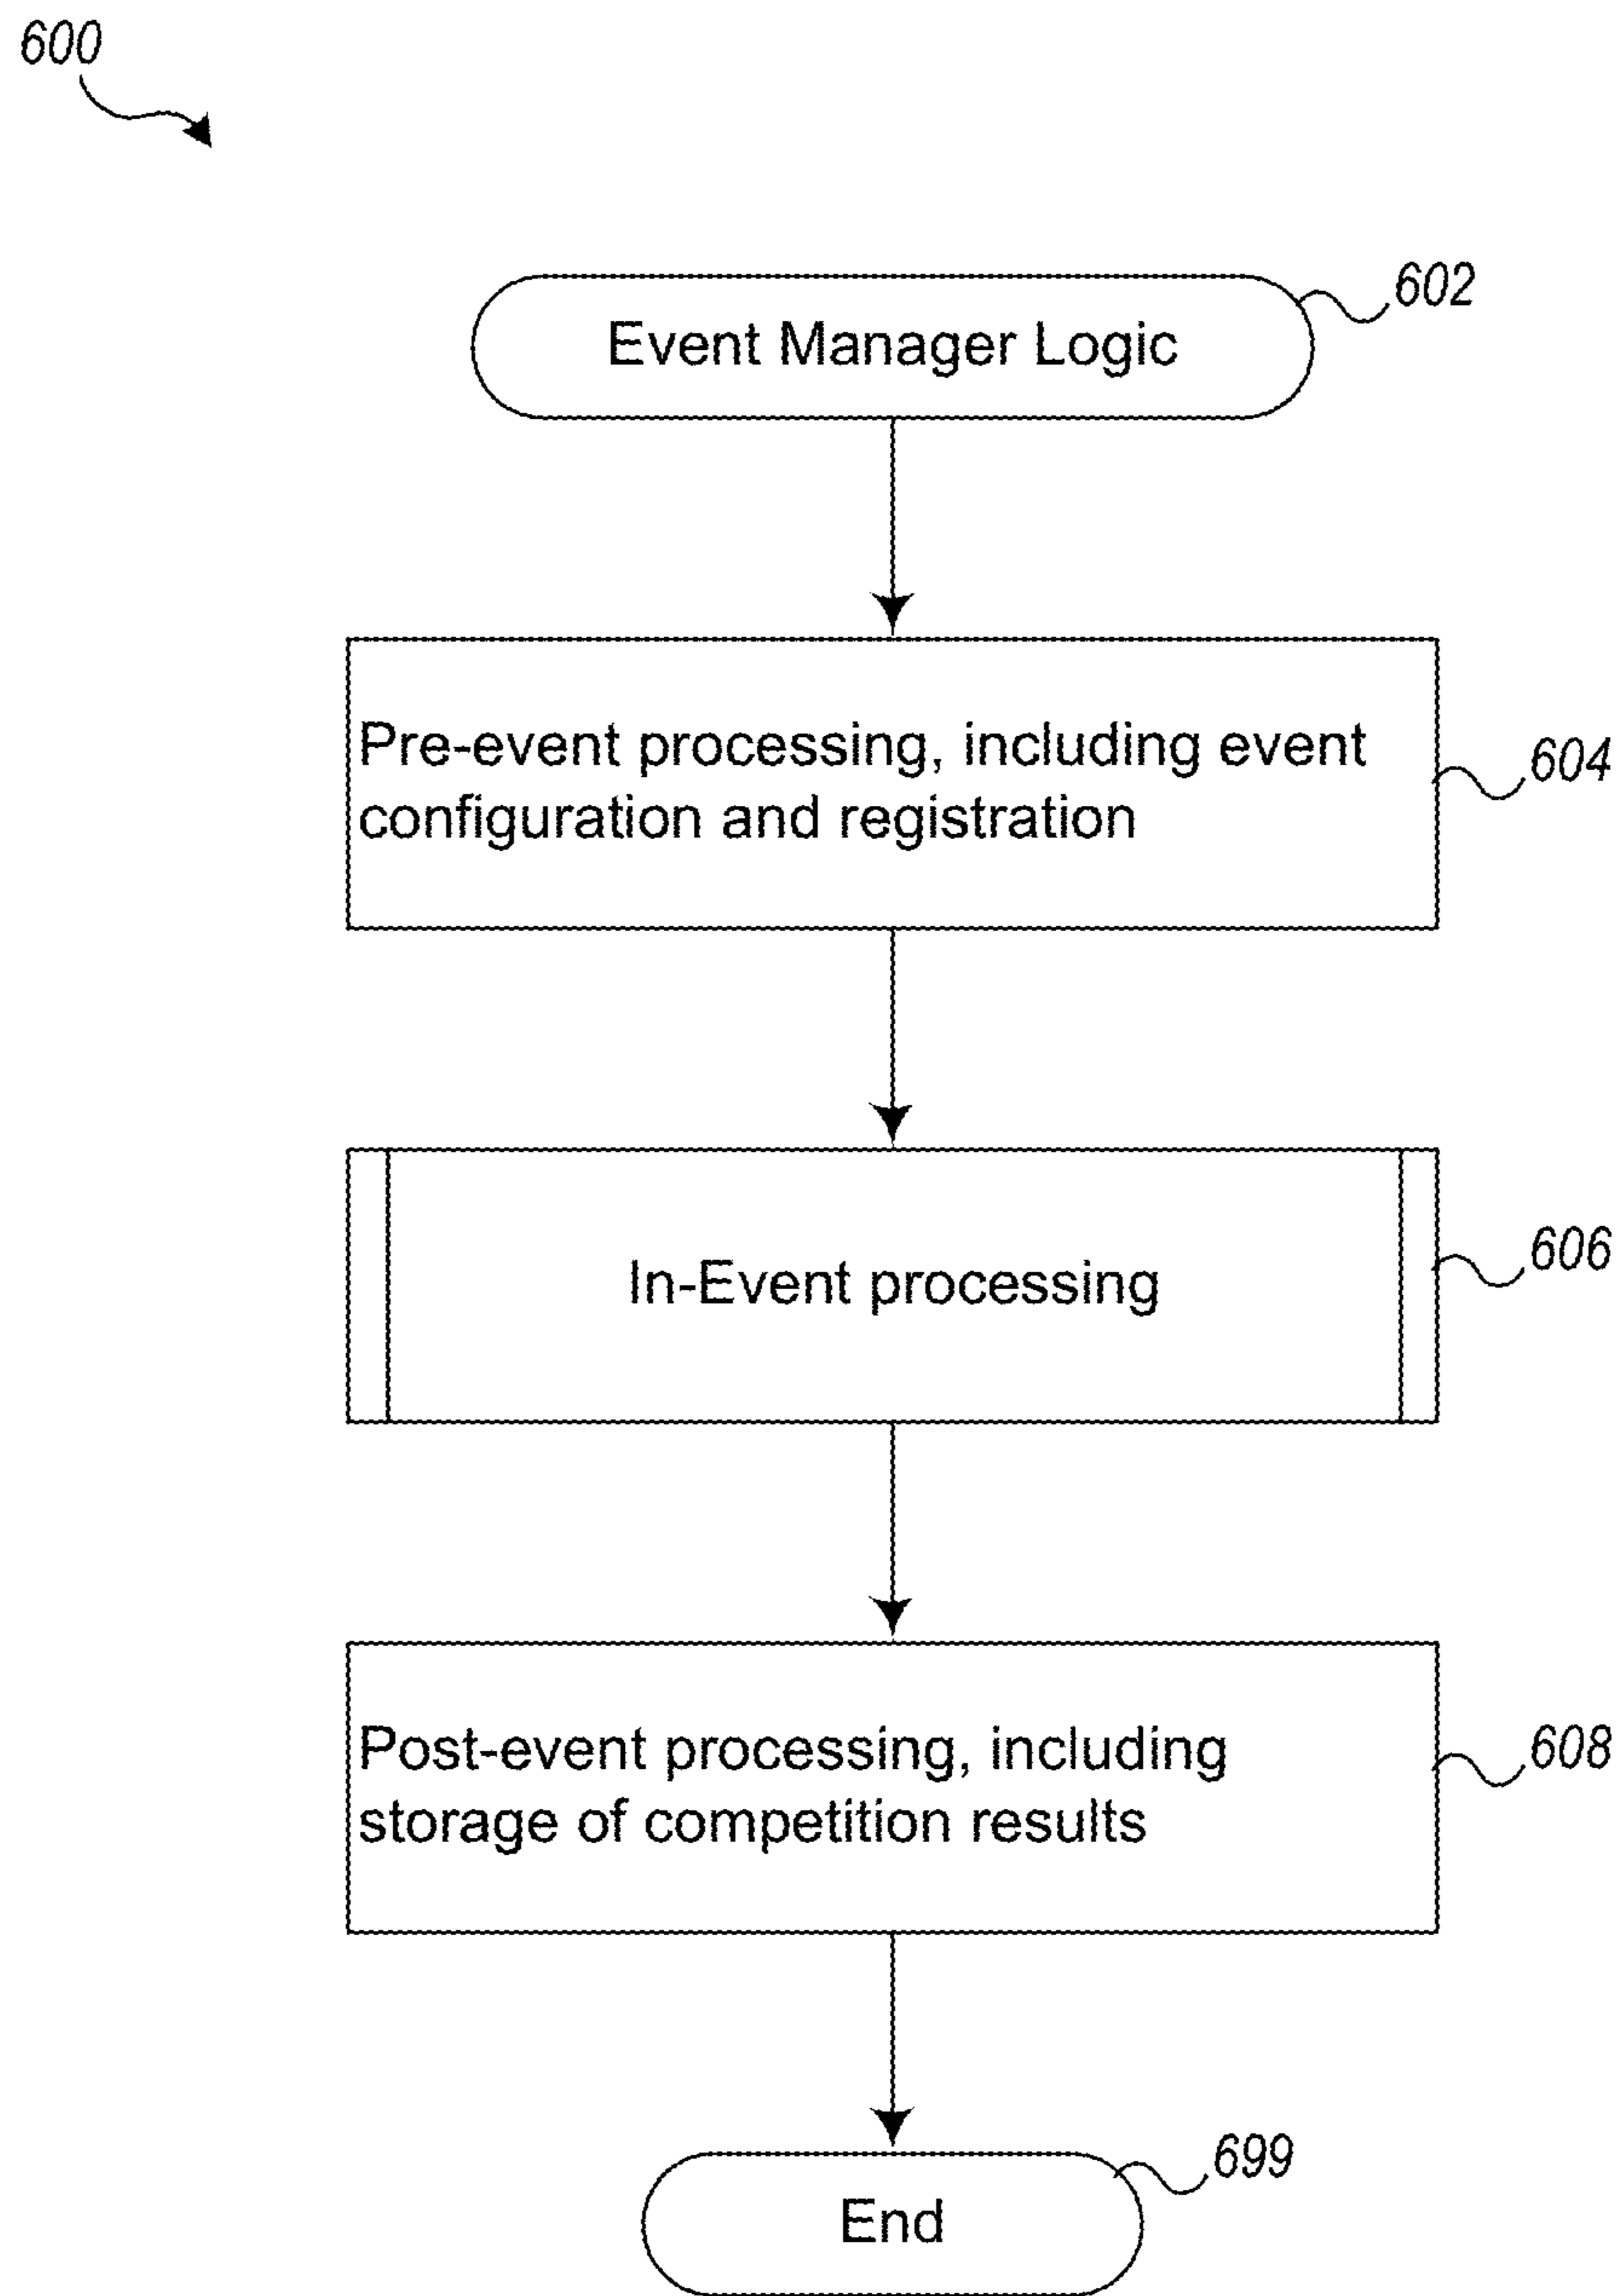 600
602
Event Manager Logic
Pre-event processing, including event
configuration and registration
604
In-Event processing
606
Post-event processing, including
storage of competition results
608
699
End